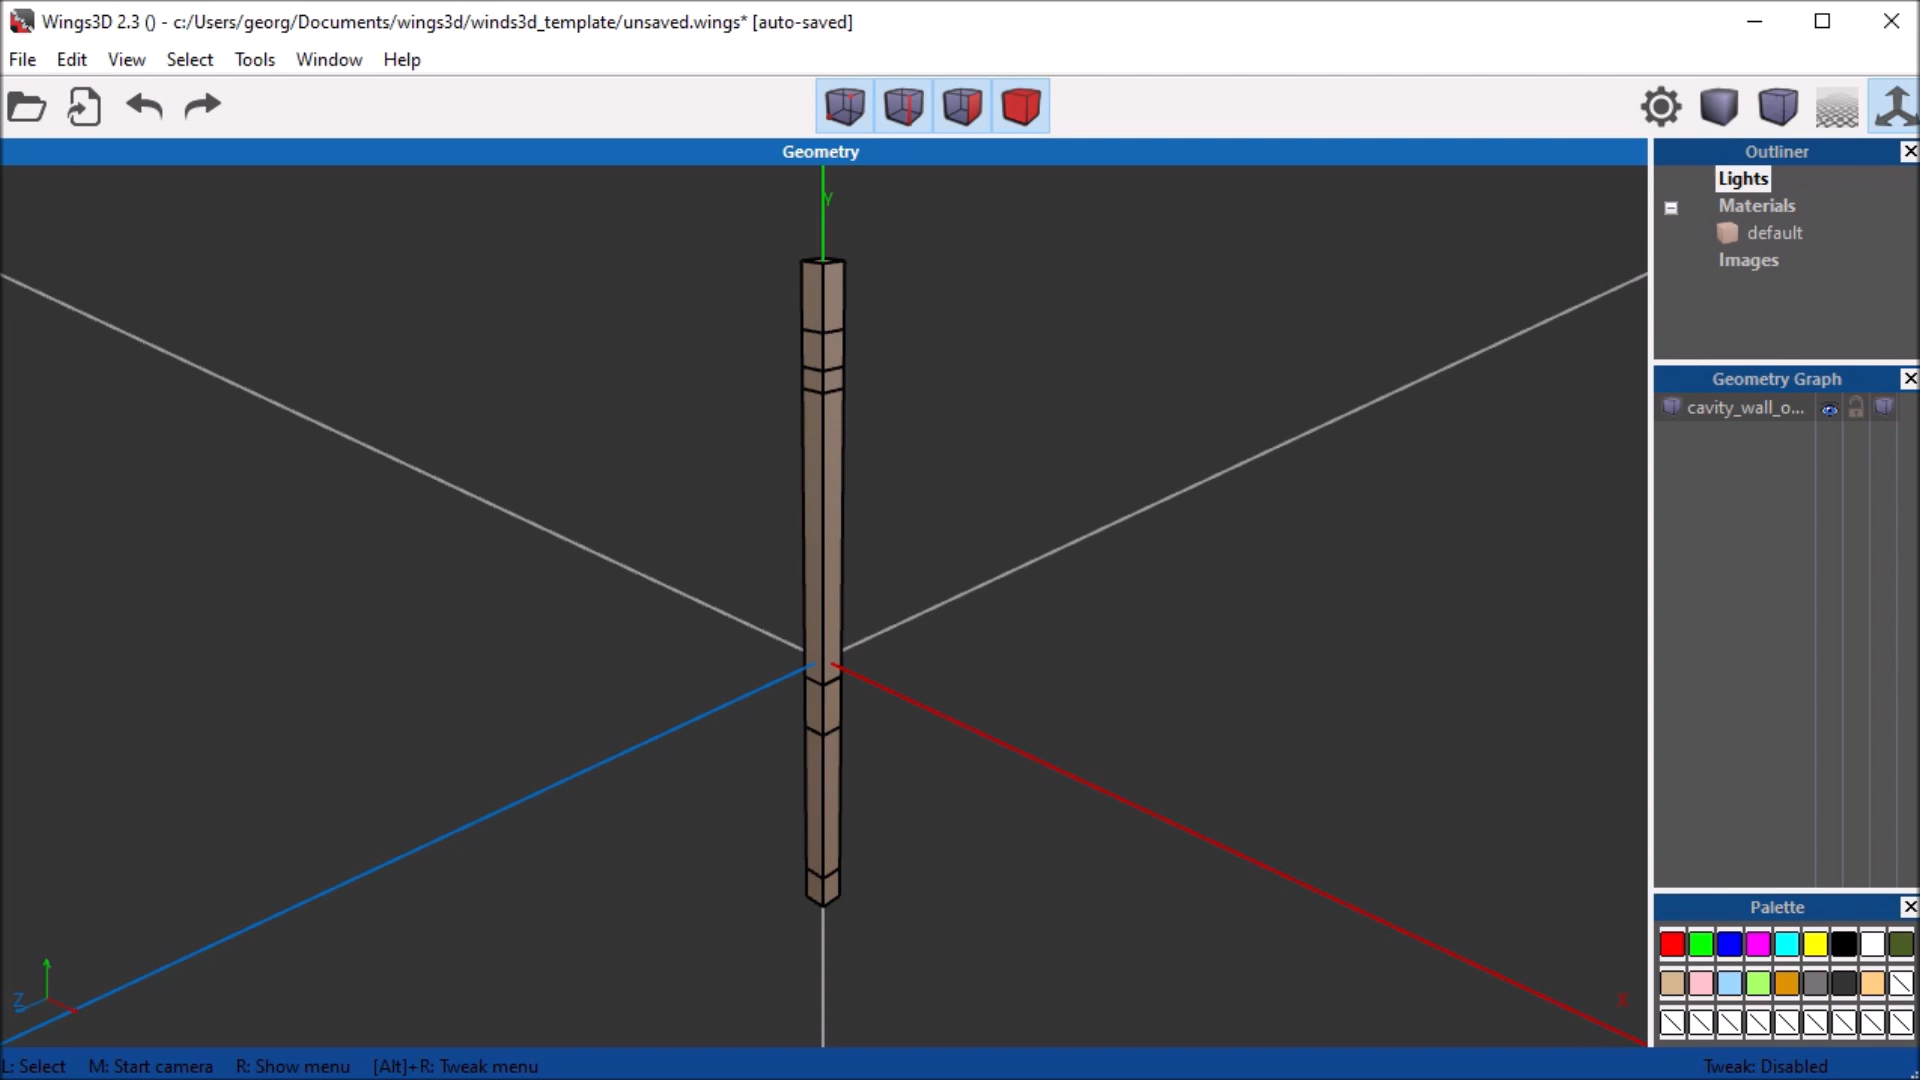 Wings3D 2.3 () - c:/Users/georg/Documents/wings3d/winds3d_template/unsaved.wings* [auto-saved]
File Edit View Select Tools Window Help
Geometry
Outliner
Lights
Materials
default
Images
Geometry Graph
cavity_wall_o...
Palette
Y
Z
X
L: Select M: Start camera R: Show menu [Alt]+R: Tweak menu
Tweak: Disabled